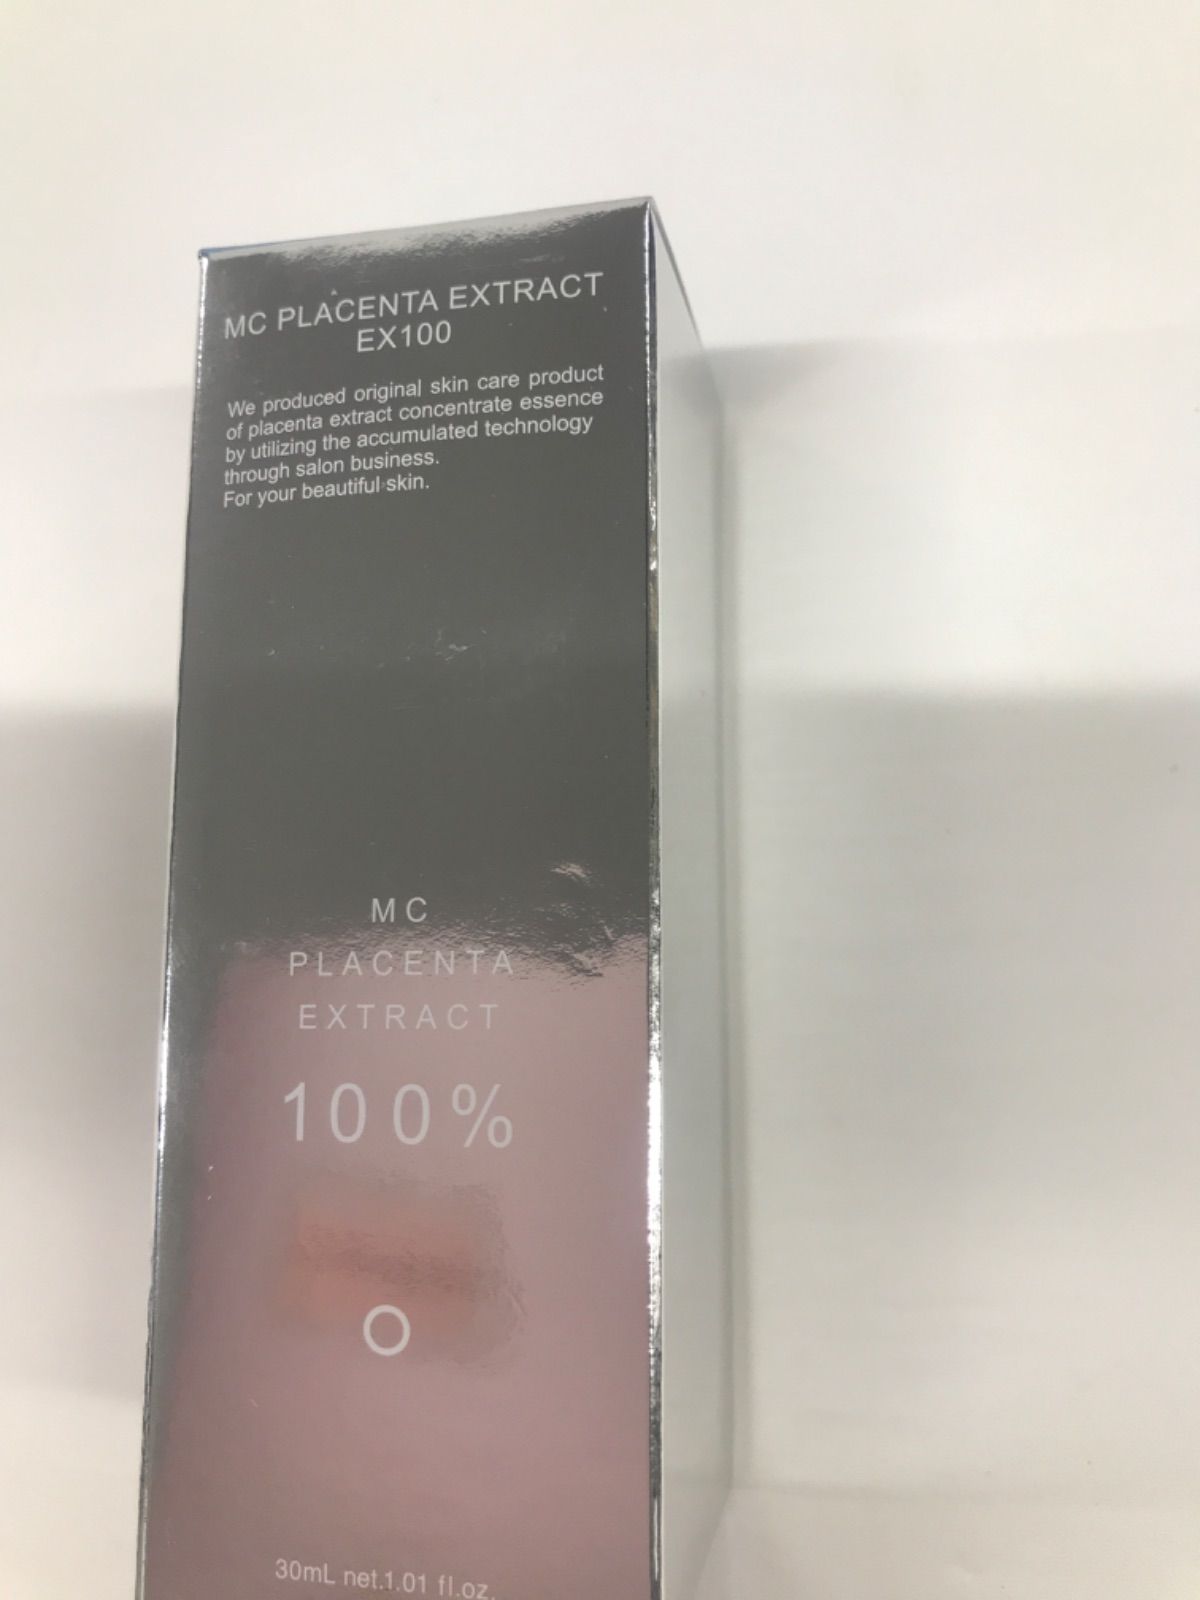 MC PLACENTA EXTRACT
EX100
We produced original skin care product
of placenta extract concentrate essence
by utilizing the accumulated technology
through salon business.
For your beautiful skin.
MC
PLACENTA
EXTRACT
100%
30mL net.1.01 fl.oz.